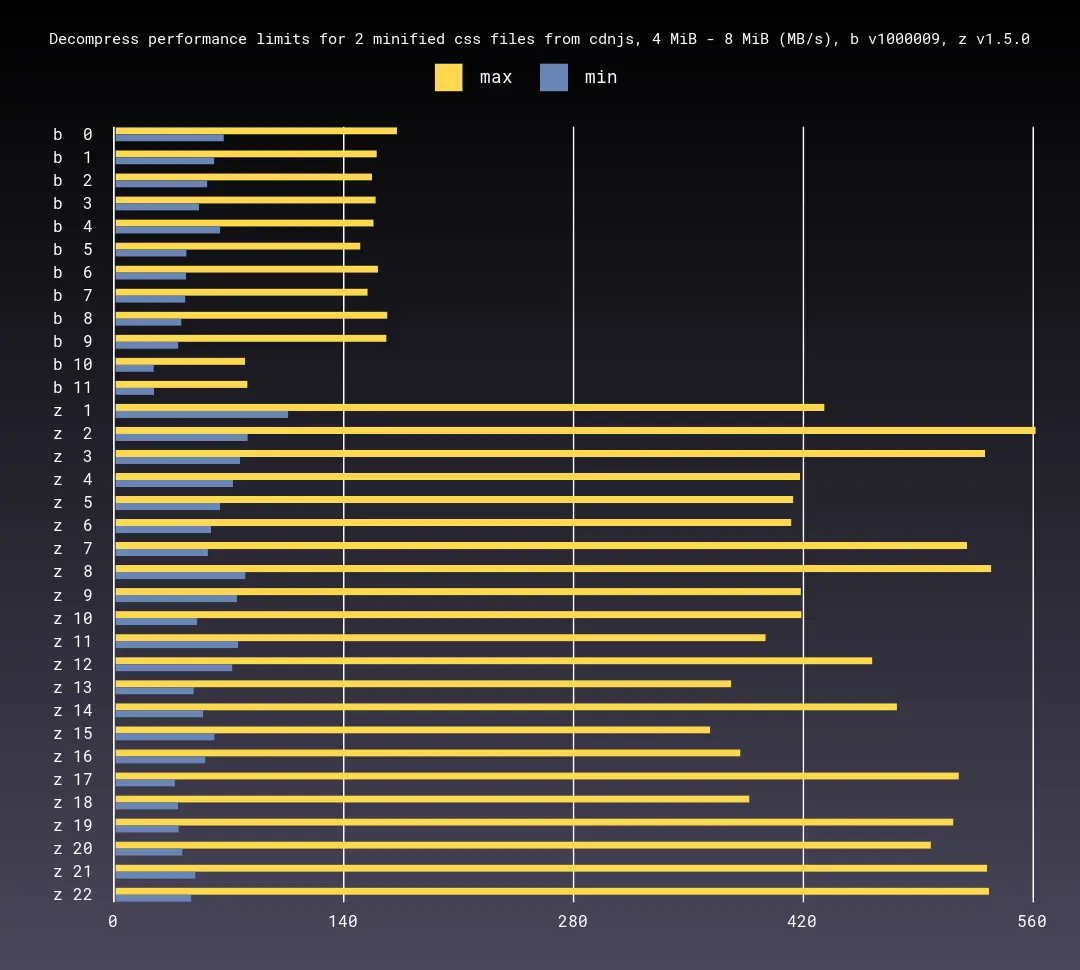 Decompress performance limits for 2 minified css files from cdnjs, 4 MiB - 8 MiB (MB/s), b v1000009, z v1.5.0
max min
b 0
b 1
b 2
b 3
b 4
b 5
b 6
b 7
b 8
b 9
b 10
b 11
z 1
z 2
z 3
z 4
z 5
z 6
z 7
z 8
z 9
z 10
z 11
z 12
z 13
z 14
z 15
z 16
z 17
z 18
z 19
z 20
z 21
z 22
0 140 280 420 560